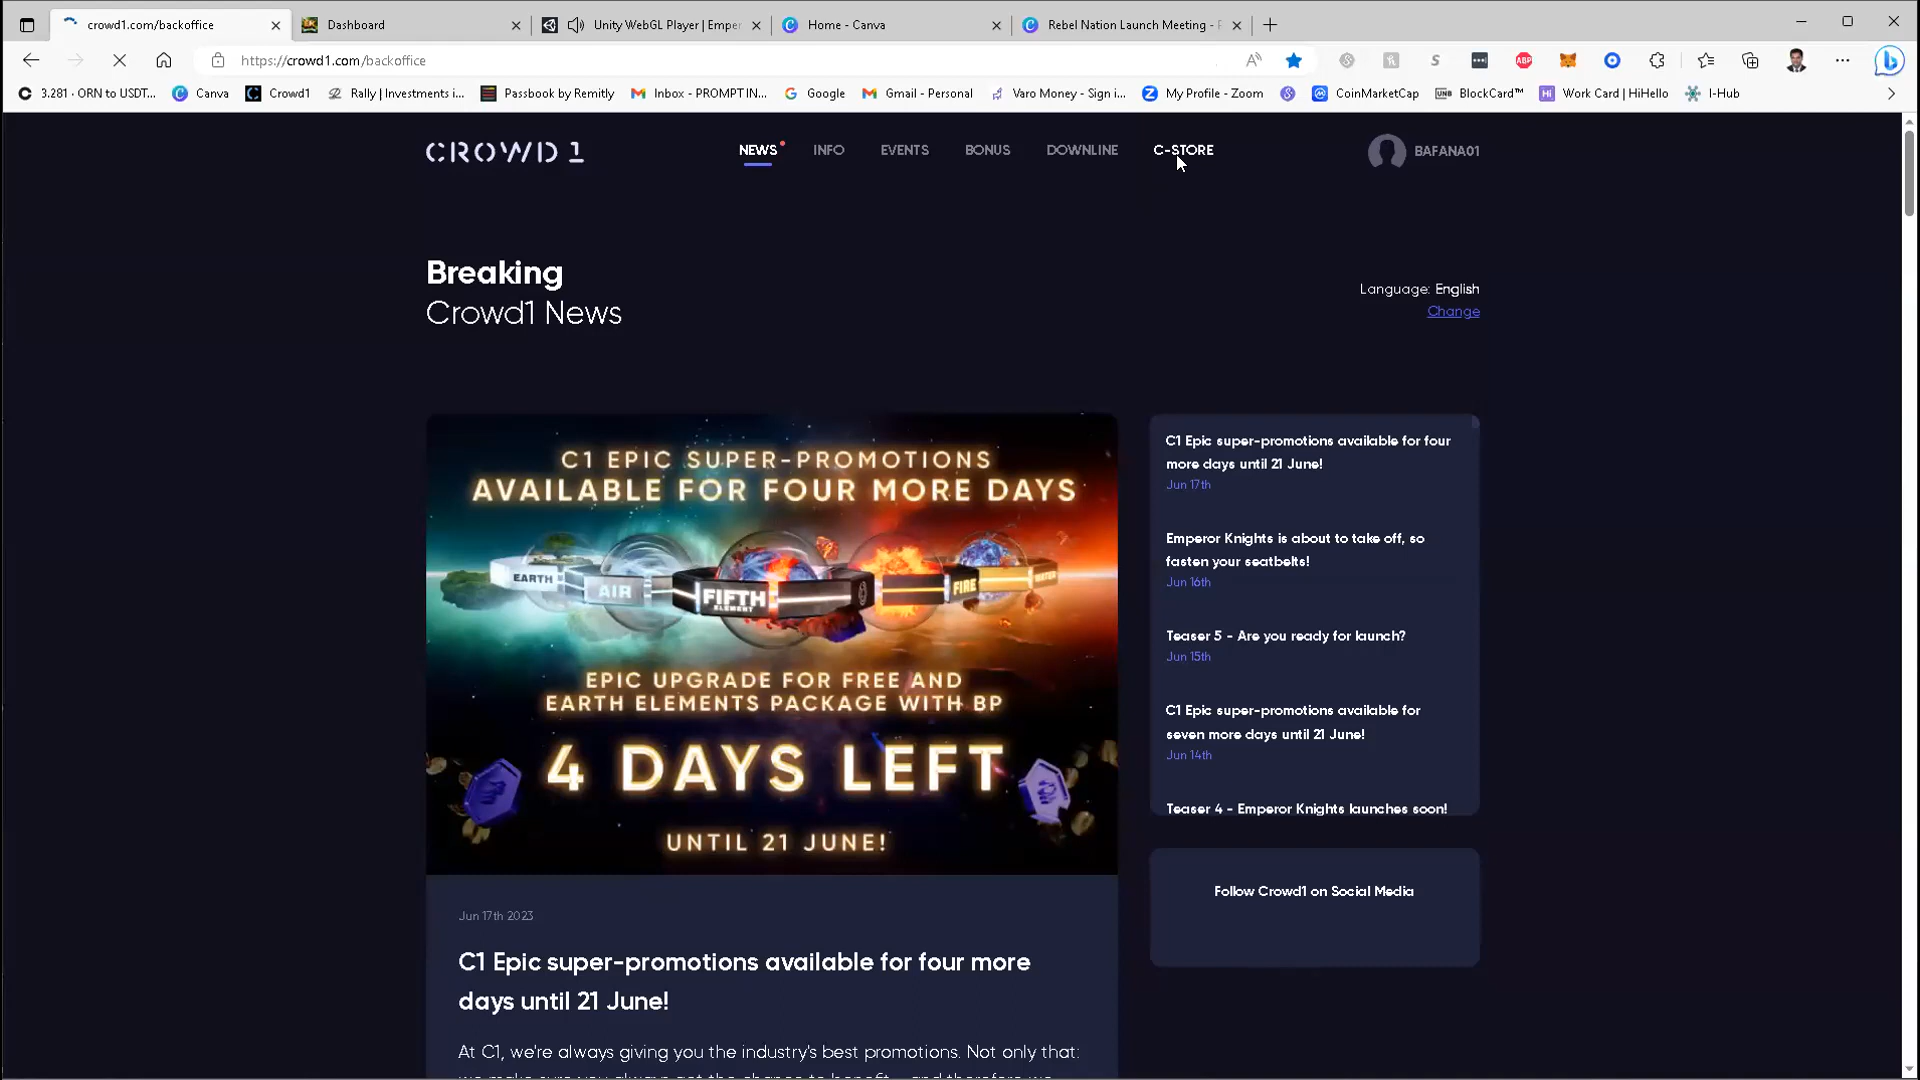 crowd1.com/backoffice
Dashboard
Unity WebGL Player | Emper
Home - Canva
Rebel Nation Launch Meeting - P
https://crowd1.com/backoffice
3.281 · ORN to USDT...
Canva
Crowd1
Rally | Investments i...
Passbook by Remitly
Inbox - PROMPT IN...
Google
Gmail - Personal
Varo Money - Sign i...
My Profile - Zoom
CoinMarketCap
BlockCard™
Work Card | HiHello
I-Hub
CROWD 1
NEWS
INFO
EVENTS
BONUS
DOWNLINE
C-STORE
BAFANA01
Breaking
Crowd1 News
Language: English
Change
C1 EPIC SUPER-PROMOTIONS
AVAILABLE FOR FOUR MORE DAYS
EARTH
AIR
FIFTH
ELEMENT
FIRE
WATER
EPIC UPGRADE FOR FREE AND
EARTH ELEMENTS PACKAGE WITH BP
4 DAYS LEFT
UNTIL 21 JUNE!
Jun 17th 2023
C1 Epic super-promotions available for four more
days until 21 June!
At C1, we're always giving you the industry's best promotions. Not only that:
C1 Epic super-promotions available for four
more days until 21 June!
Jun 17th
Emperor Knights is about to take off, so
fasten your seatbelts!
Jun 16th
Teaser 5 - Are you ready for launch?
Jun 15th
C1 Epic super-promotions available for
seven more days until 21 June!
Jun 14th
Teaser 4 - Emperor Knights launches soon!
Follow Crowd1 on Social Media